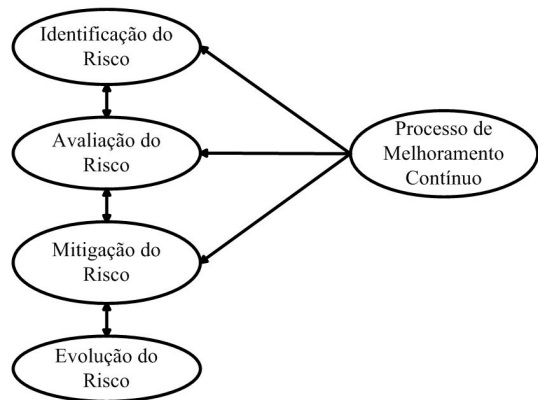 Identificação do
Risco
Avaliação do
Risco
Mitigação do
Risco
Evolução do
Risco
Processo de
Melhoramento
Contínuo